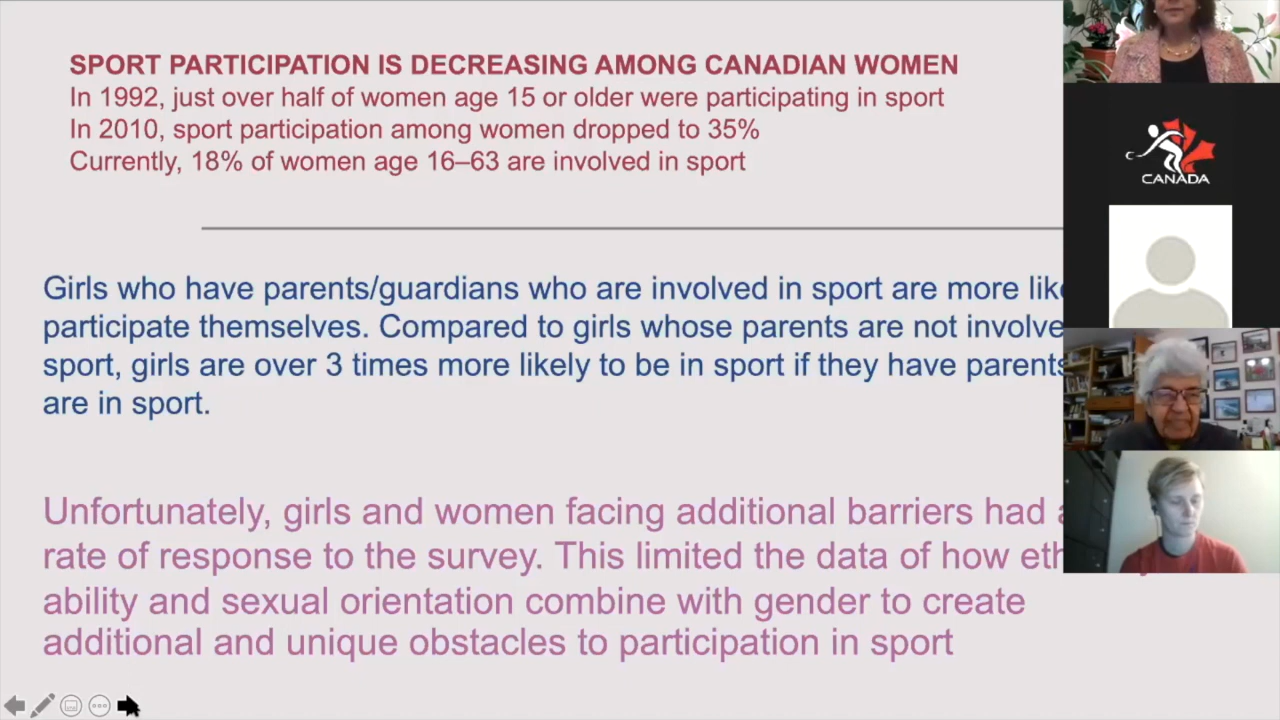 SPORT PARTICIPATION IS DECREASING AMONG CANADIAN WOMEN
In 1992, just over half of women age 15 or older were participating in sport
In 2010, sport participation among women dropped to 35%
Currently, 18% of women age 16–63 are involved in sport
CANADA
Girls who have parents/guardians who are involved in sport are more
participate themselves. Compared to girls whose parents are not
sport, girls are over 3 times more likely to be in sport if they have parents
are in sport.
Unfortunately, girls and women facing additional barriers had
rate of response to the survey. This limited the data of how
ability and sexual orientation combine with gender to create
additional and unique obstacles to participation in sport